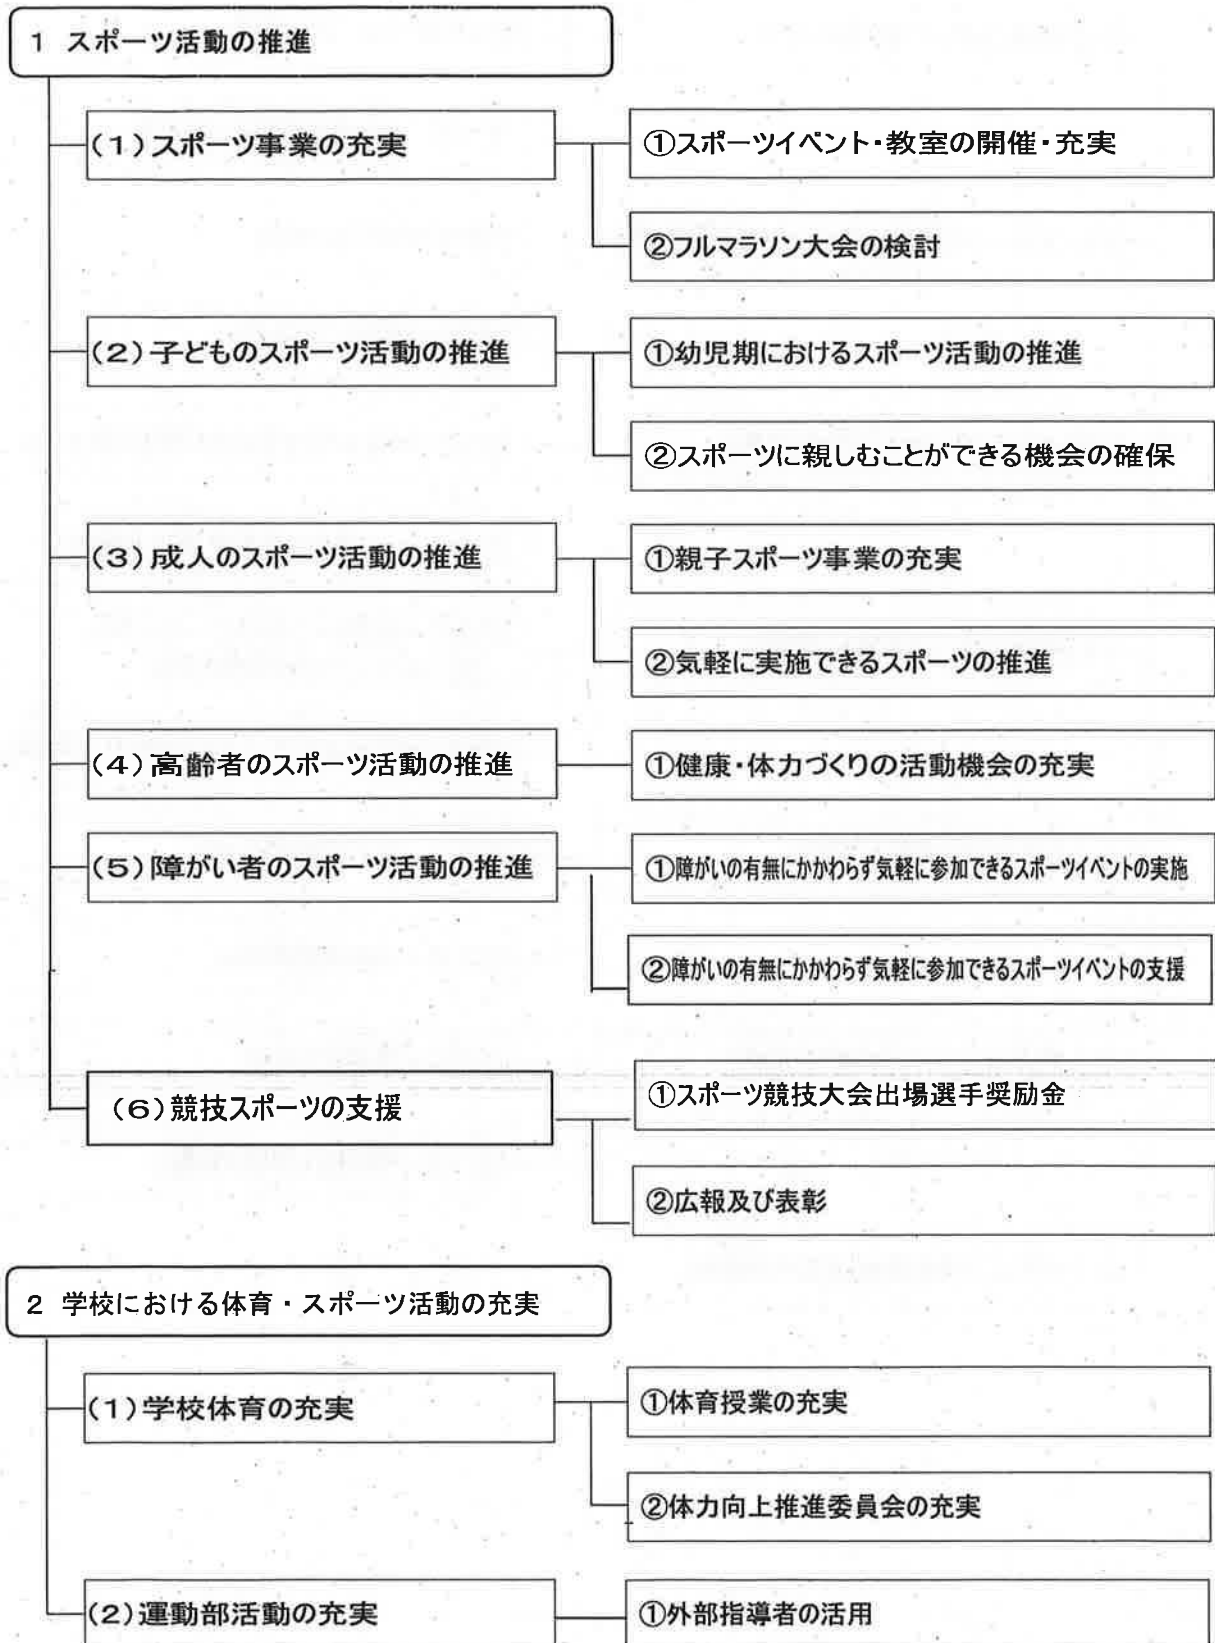 1 スポーツ活動の推進
(1)スポーツ事業の充実
①スポーツイベント・教室の開催・充実
②フルマラソン大会の検討
(2)子どものスポーツ活動の推進
①幼児期におけるスポーツ活動の推進
②スポーツに親しむことができる機会の確保
(3)成人のスポーツ活動の推進
①親子スポーツ事業の充実
②気軽に実施できるスポーツの推進
(4)高齢者のスポーツ活動の推進
①健康・体力づくりの活動機会の充実
(5)障がい者のスポーツ活動の推進
①障がいの有無にかかわらず気軽に参加できるスポーツイベントの実施
②障がいの有無にかかわらず気軽に参加できるスポーツイベントの支援
(6)競技スポーツの支援
①スポーツ競技大会出場選手奨励金
②広報及び表彰
2 学校における体育・スポーツ活動の充実
(1)学校体育の充実
①体育授業の充実
②体力向上推進委員会の充実
(2)運動部活動の充実
①外部指導者の活用